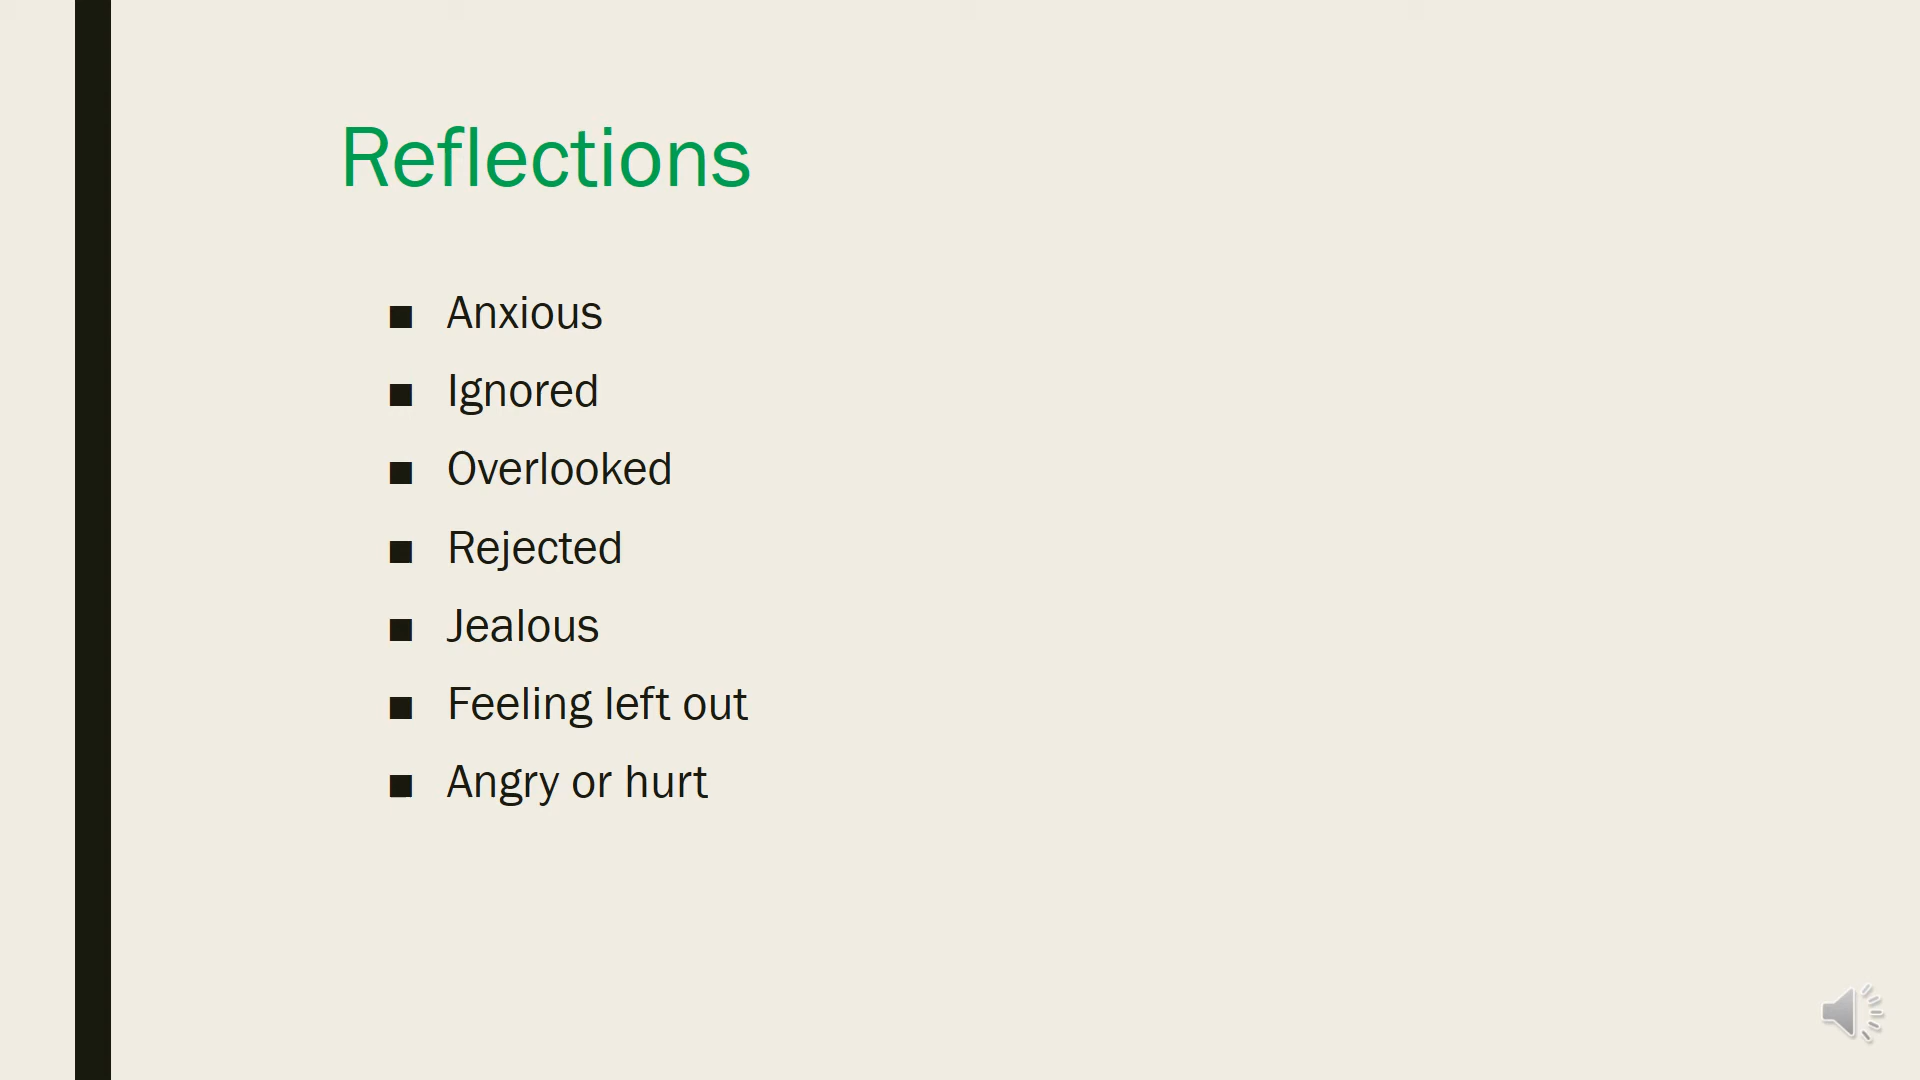 Reflections
■ Anxious
■ Ignored
■ Overlooked
■ Rejected
■ Jealous
■ Feeling left out
■ Angry or hurt